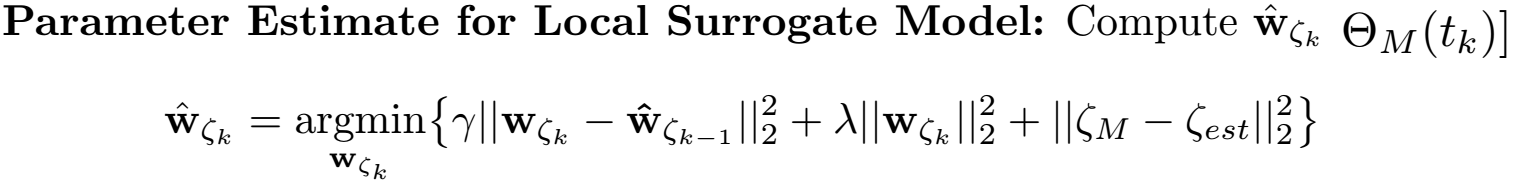 Parameter Estimate for Local Surrogate Model: Compute ŵ_{ζ_k} Θ_M(t_k)]
ŵ_{ζ_k} = argmin_{w_{ζ_k}} {γ||w_{ζ_k} − ŵ_{ζ_{k−1}}||_2^2 + λ||w_{ζ_k}||_2^2 + ||ζ_M − ζ_{est}||_2^2}